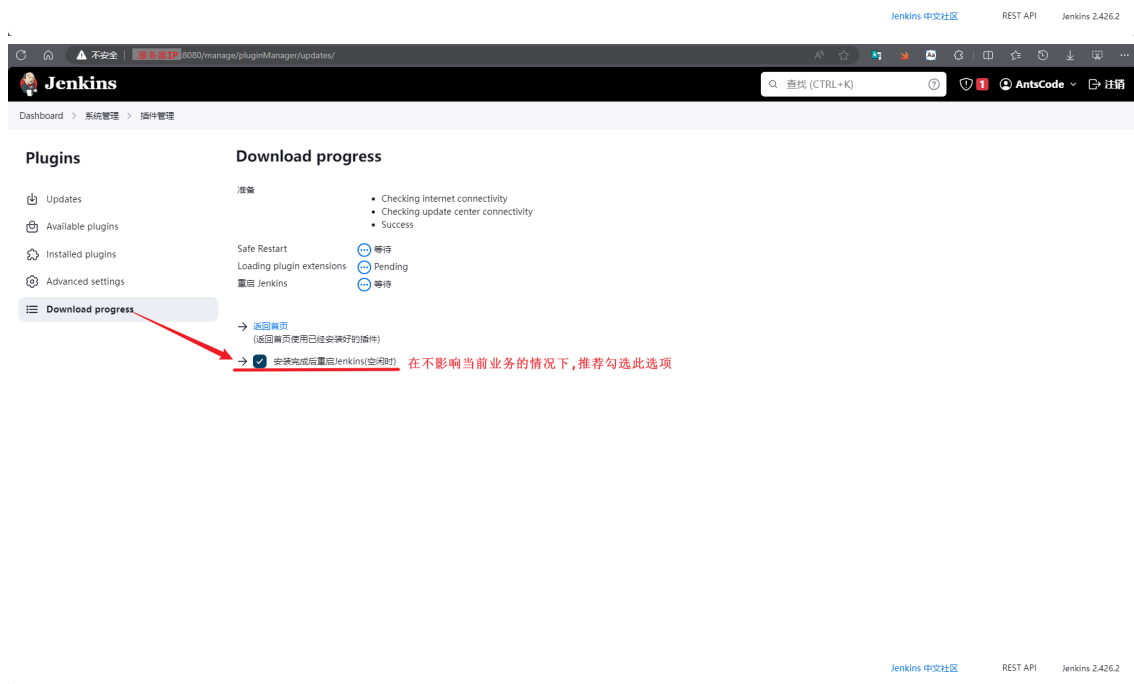 Jenkins 中文社区 REST API Jenkins 2.426.2
不安全 服务器IP:8080/manage/pluginManager/updates/
Jenkins 查找 (CTRL+K) 1 AntsCode 注销
Dashboard > 系统管理 > 插件管理
Plugins
Updates
Available plugins
Installed plugins
Advanced settings
Download progress
Download progress
准备
Checking internet connectivity
Checking update center connectivity
Success
Safe Restart 等待
Loading plugin extensions Pending
重启 Jenkins 等待
返回首页
(返回首页使用已经安装好的插件)
安装完成后重启Jenkins(空闲时) 在不影响当前业务的情况下,推荐勾选此选项
Jenkins 中文社区 REST API Jenkins 2.426.2